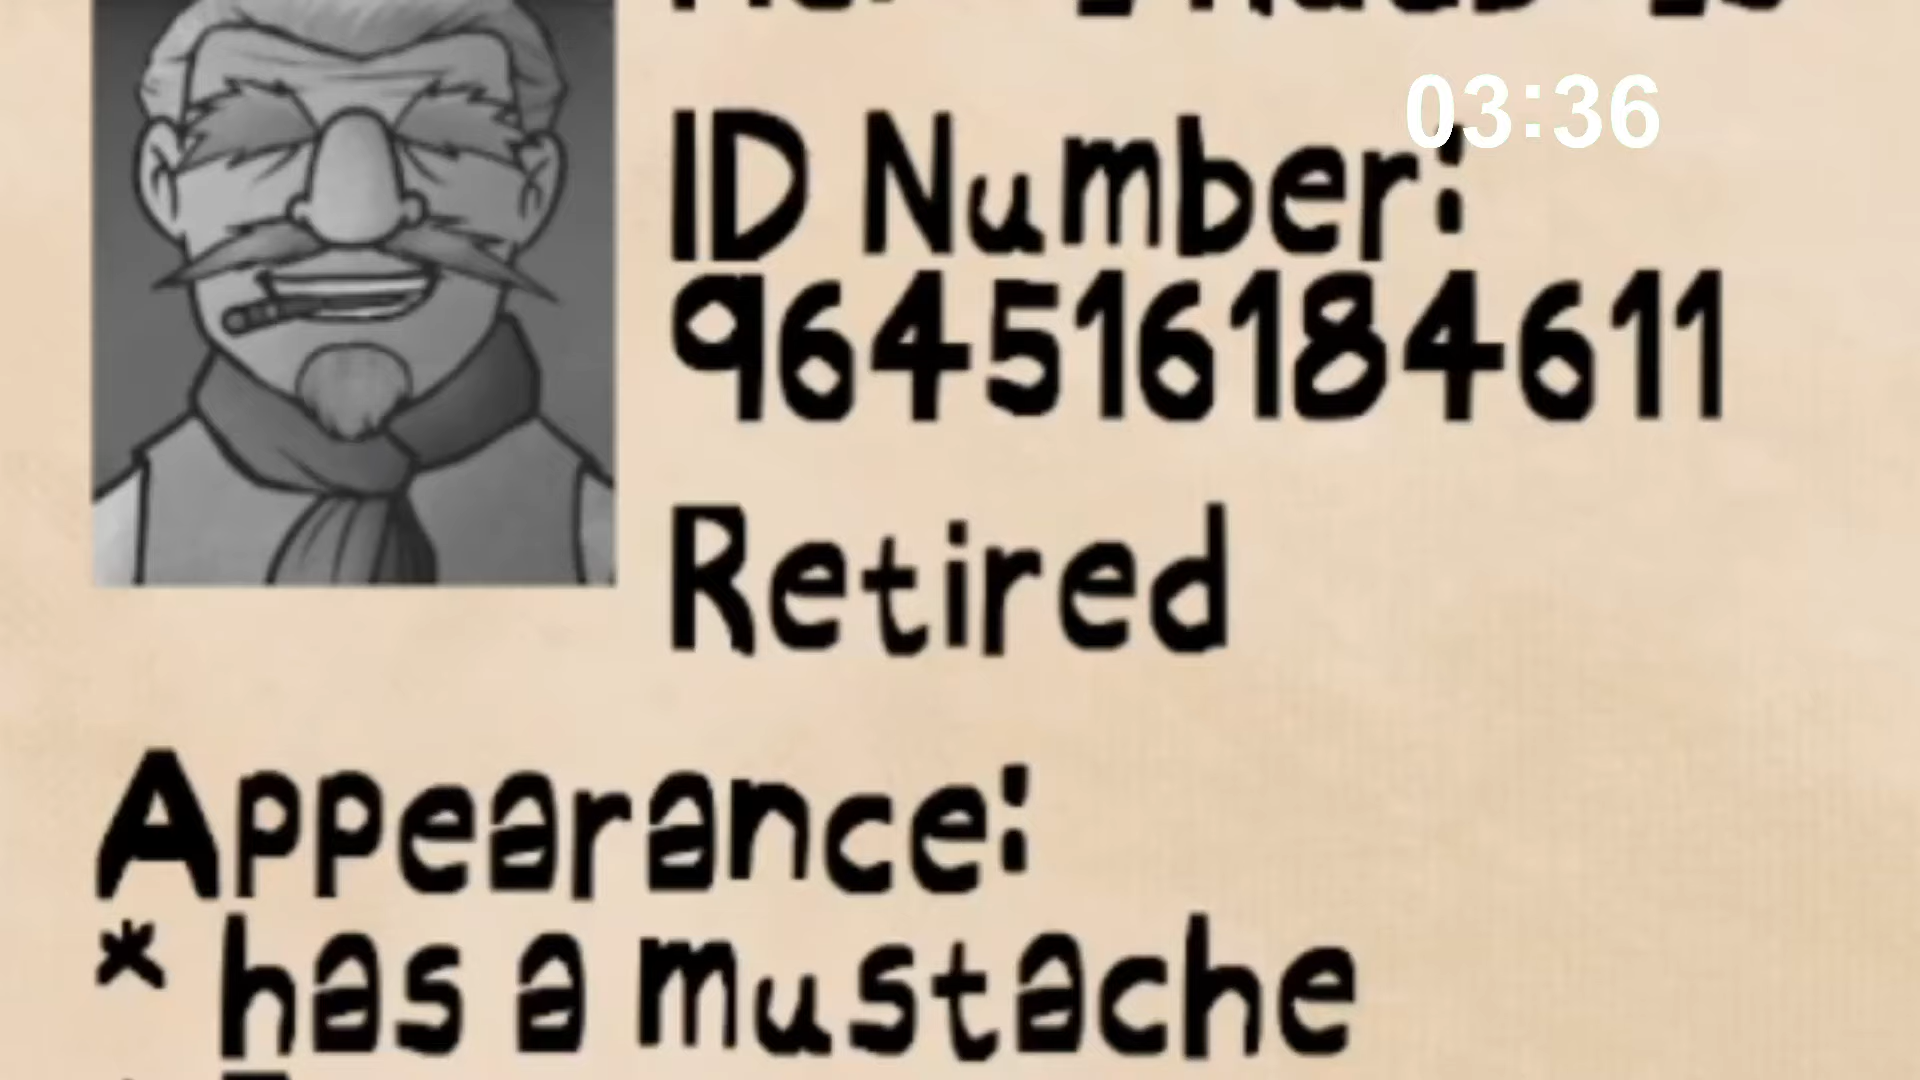 03:36
ID Number:
964516184611
Retired
Appearance:
* has a mustache